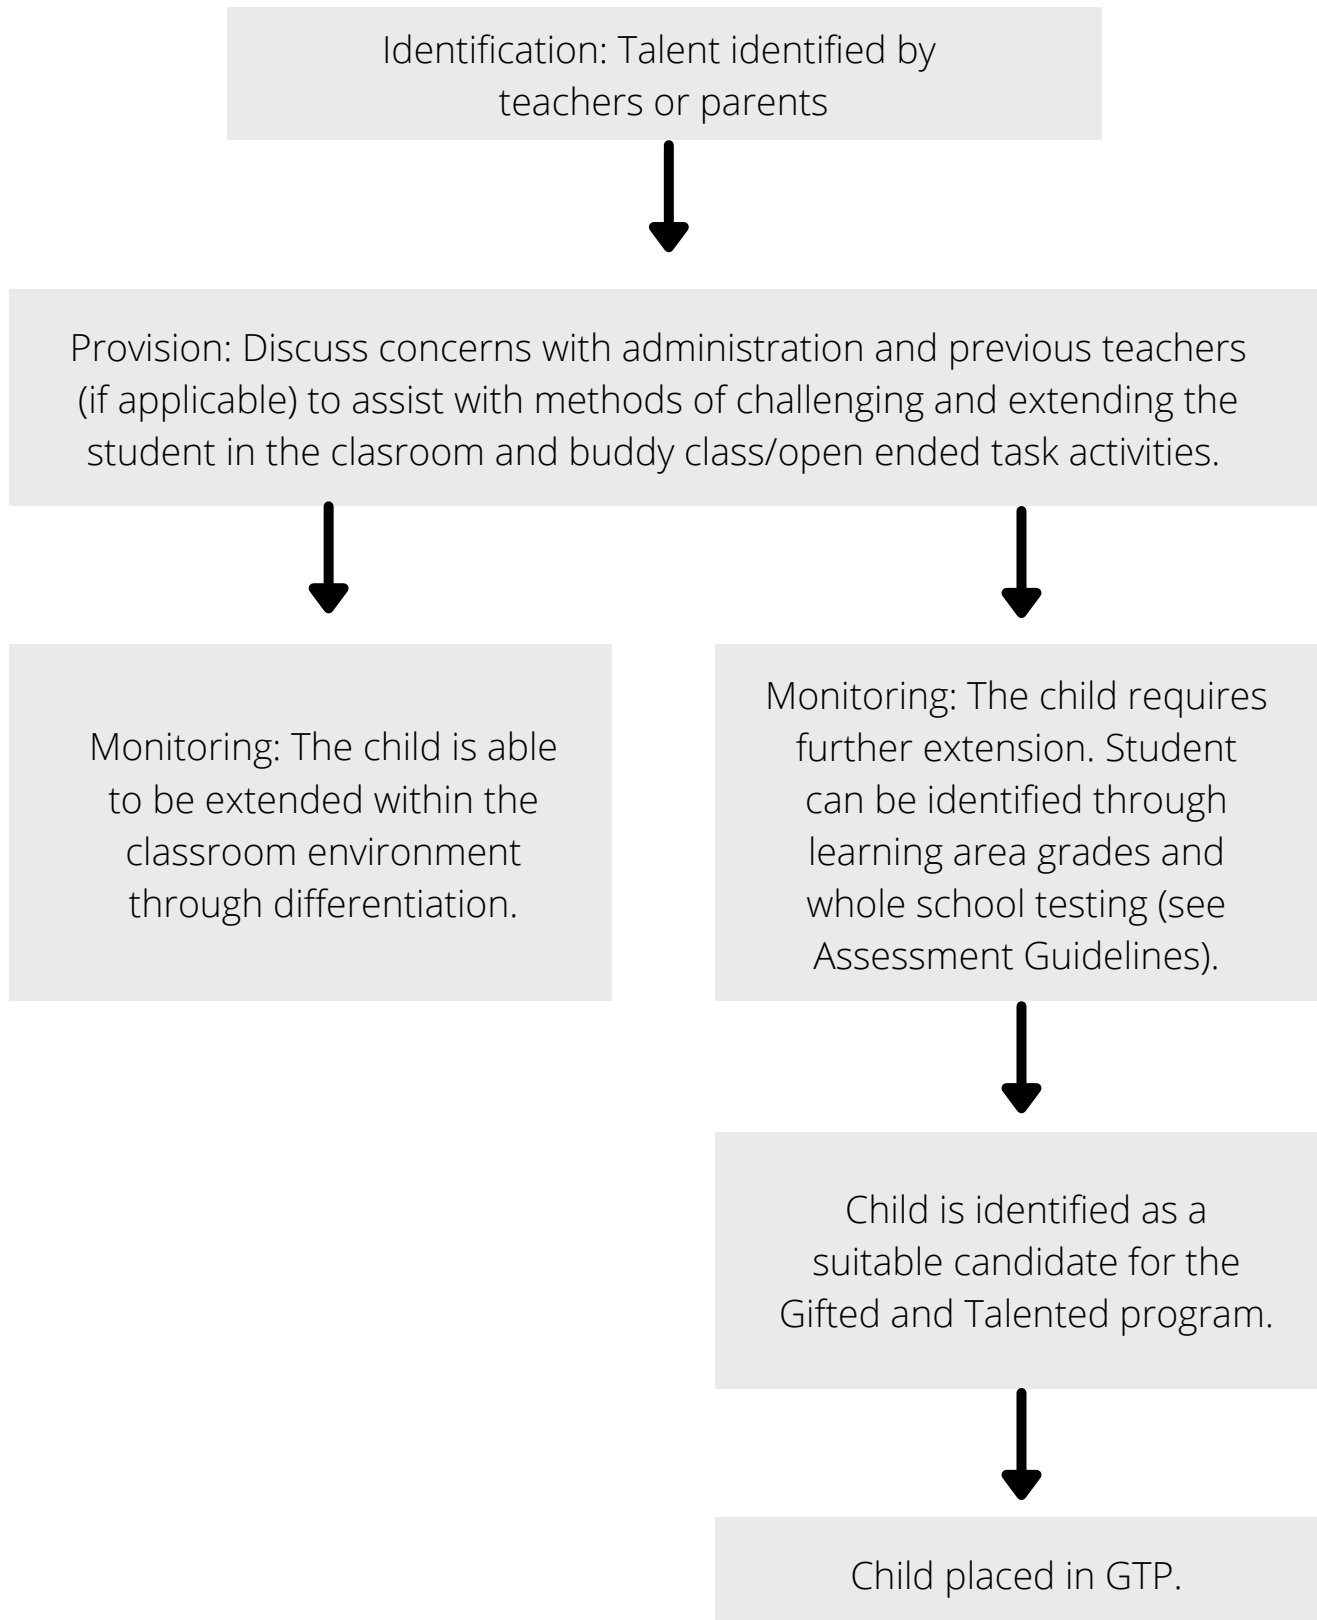 Identification: Talent identified by
teachers or parents
Provision: Discuss concerns with administration and previous teachers
(if applicable) to assist with methods of challenging and extending the
student in the clasroom and buddy class/open ended task activities.
Monitoring: The child is able
to be extended within the
classroom environment
through differentiation.
Monitoring: The child requires
further extension. Student
can be identified through
learning area grades and
whole school testing (see
Assessment Guidelines).
Child is identified as a
suitable candidate for the
Gifted and Talented program.
Child placed in GTP.